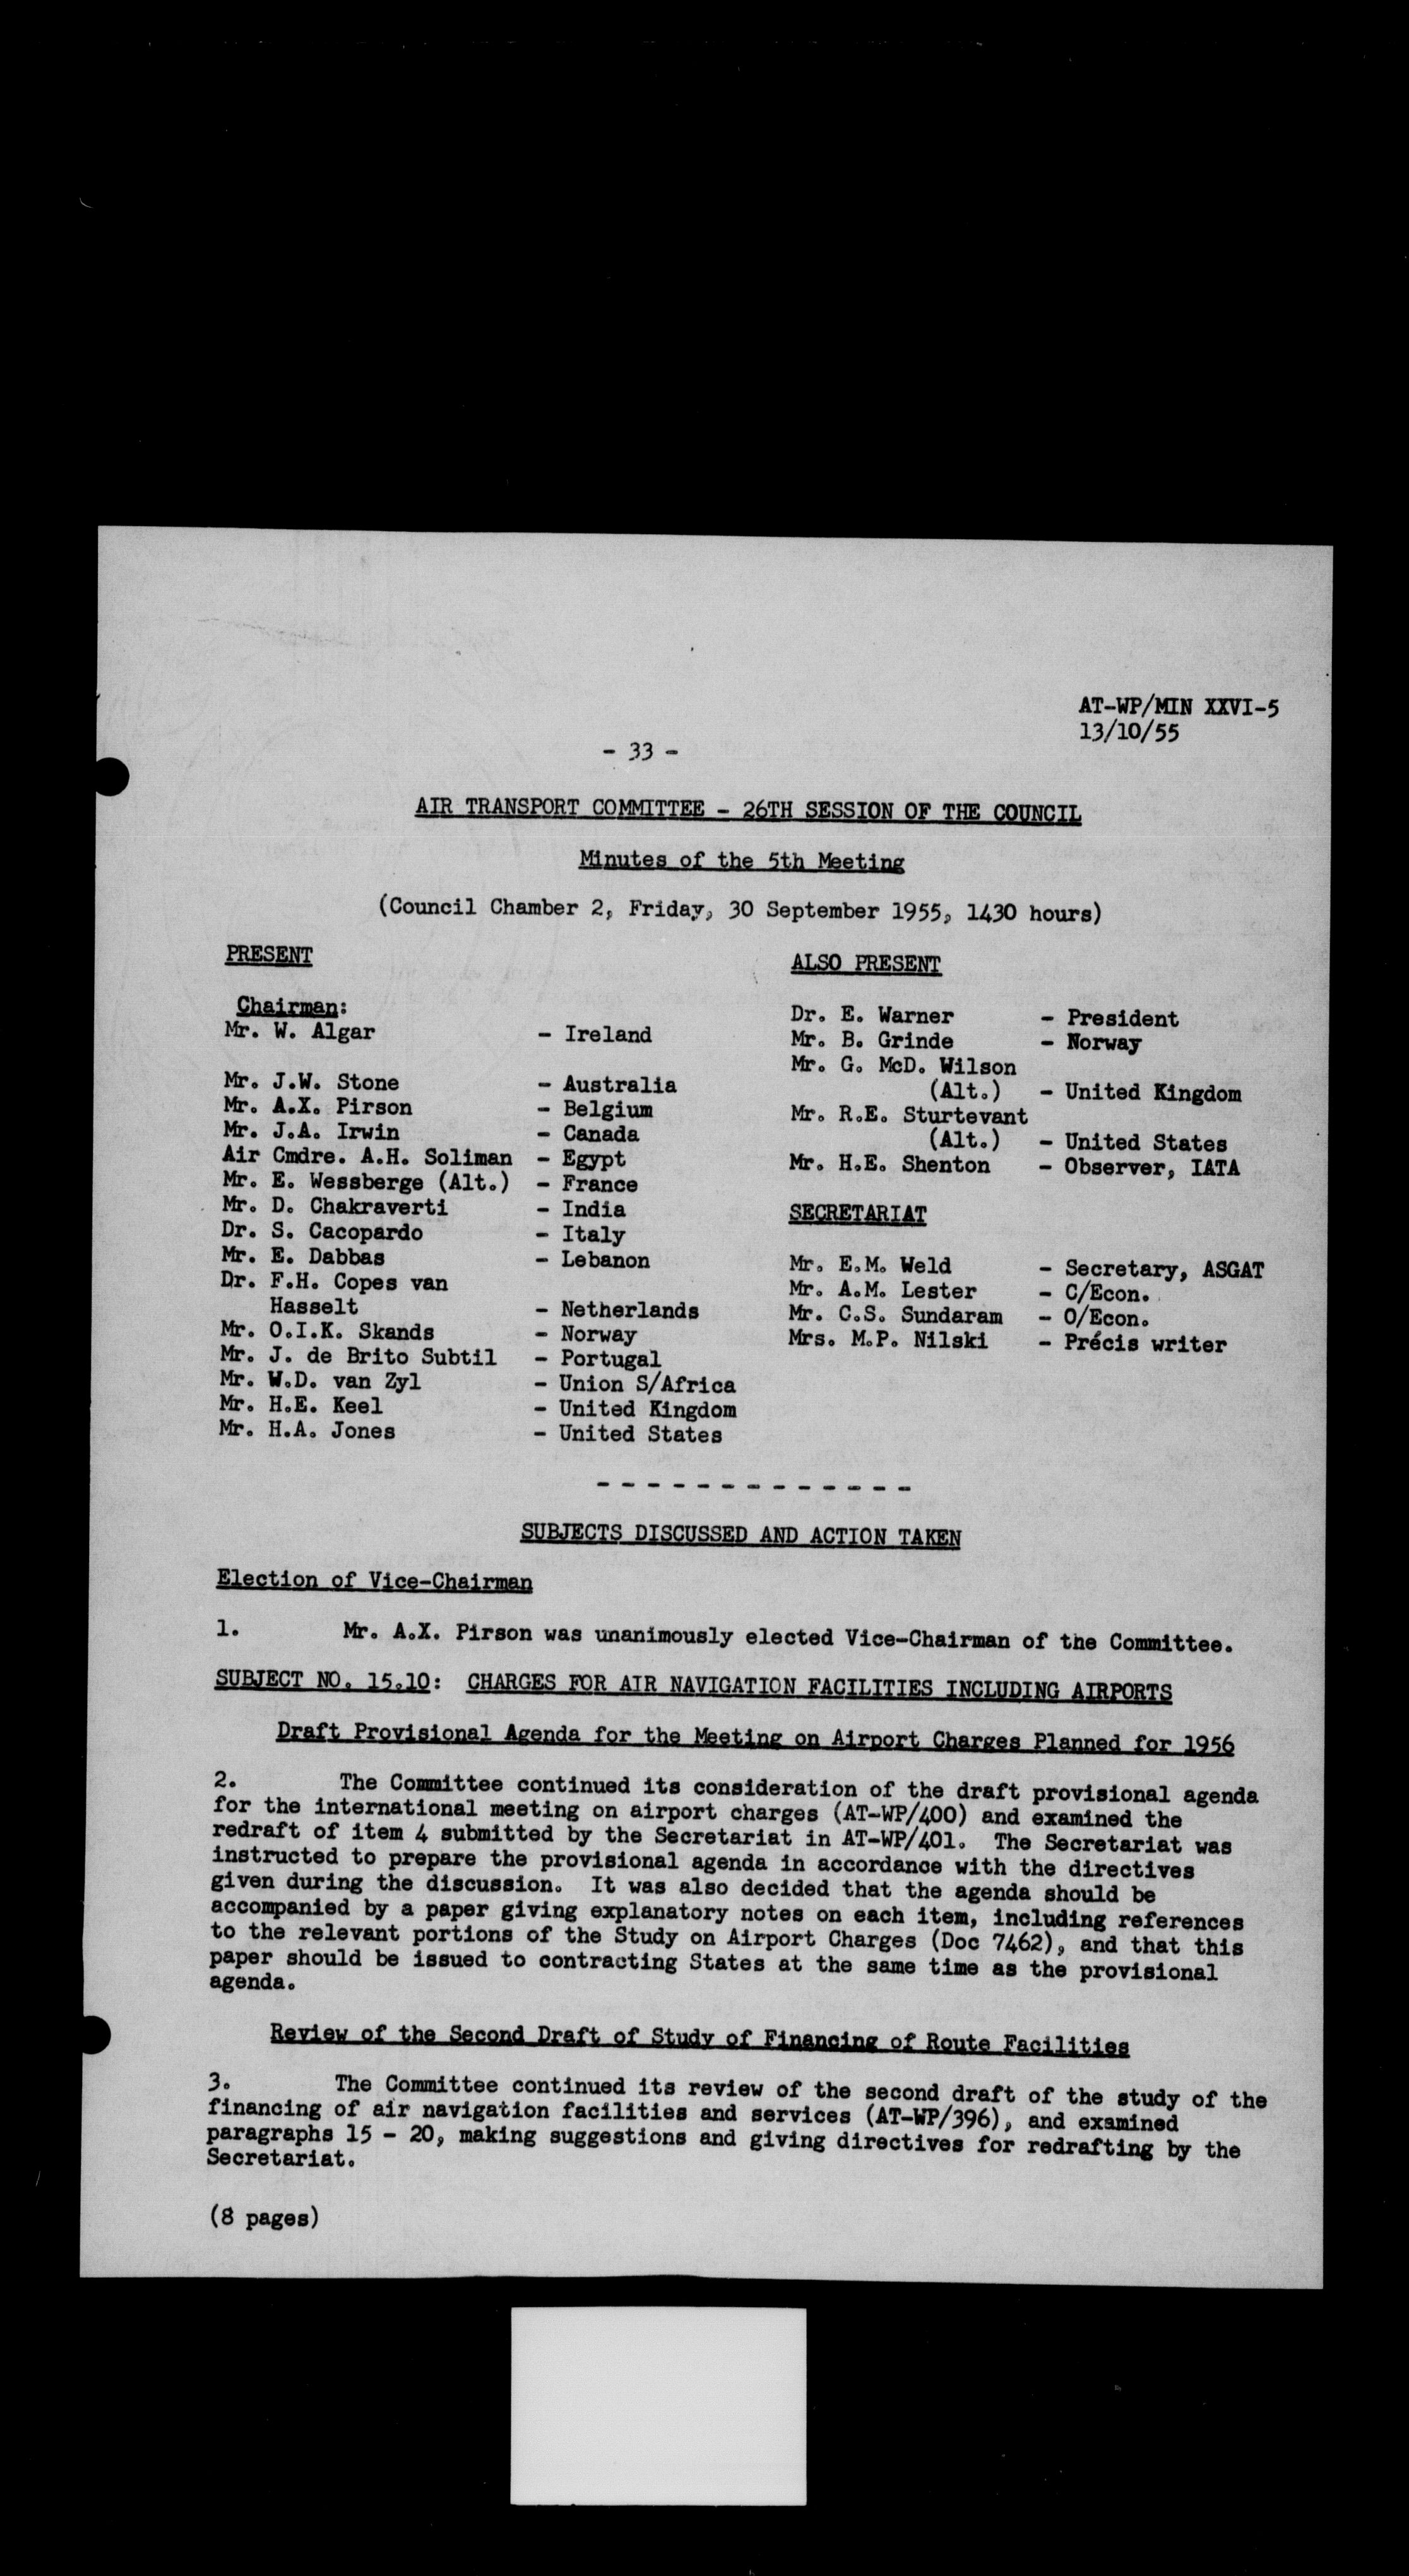 AT-WP/MIN XXVI-5
13/10/55
- 33 -
AIR TRANSPORT COMMITTEE - 26TH SESSION OF THE COUNCIL
Minutes of the 5th Meeting
(Council Chamber 2, Friday, 30 September 1955, 1430 hours)
PRESENT
Chairman:
Mr. W. Algar - Ireland
Mr. J.W. Stone - Australia
Mr. A.X. Pirson - Belgium
Mr. J.A. Irwin - Canada
Air Cmdre. A.H. Soliman - Egypt
Mr. E. Wessberge (Alt.) - France
Mr. D. Chakraverti - India
Dr. S. Cacopardo - Italy
Mr. E. Dabbas - Lebanon
Dr. F.H. Copes van
Hasselt - Netherlands
Mr. O.I.K. Skands - Norway
Mr. J. de Brito Subtil - Portugal
Mr. W.D. van Zyl - Union S/Africa
Mr. H.E. Keel - United Kingdom
Mr. H.A. Jones - United States
ALSO PRESENT
Dr. E. Warner - President
Mr. B. Grinde - Norway
Mr. G. McD. Wilson
(Alt.) - United Kingdom
Mr. R.E. Sturtevant
(Alt.) - United States
Mr. H.E. Shenton - Observer, IATA
SECRETARIAT
Mr. E.M. Weld - Secretary, ASGAT
Mr. A.M. Lester - C/Econ.
Mr. C.S. Sundaram - O/Econ.
Mrs. M.P. Nilski - Précis writer
- - - - - - - - - - - - -
SUBJECTS DISCUSSED AND ACTION TAKEN
Election of Vice-Chairman
1. Mr. A.X. Pirson was unanimously elected Vice-Chairman of the Committee.
SUBJECT NO. 15.10: CHARGES FOR AIR NAVIGATION FACILITIES INCLUDING AIRPORTS
Draft Provisional Agenda for the Meeting on Airport Charges Planned for 1956
2. The Committee continued its consideration of the draft provisional agenda
for the international meeting on airport charges (AT-WP/400) and examined the
redraft of item 4 submitted by the Secretariat in AT-WP/401. The Secretariat was
instructed to prepare the provisional agenda in accordance with the directives
given during the discussion. It was also decided that the agenda should be
accompanied by a paper giving explanatory notes on each item, including references
to the relevant portions of the Study on Airport Charges (Doc 7462), and that this
paper should be issued to contracting States at the same time as the provisional
agenda.
Review of the Second Draft of Study of Financing of Route Facilities
3. The Committee continued its review of the second draft of the study of the
financing of air navigation facilities and services (AT-WP/396), and examined
paragraphs 15 - 20, making suggestions and giving directives for redrafting by the
Secretariat.
(8 pages)